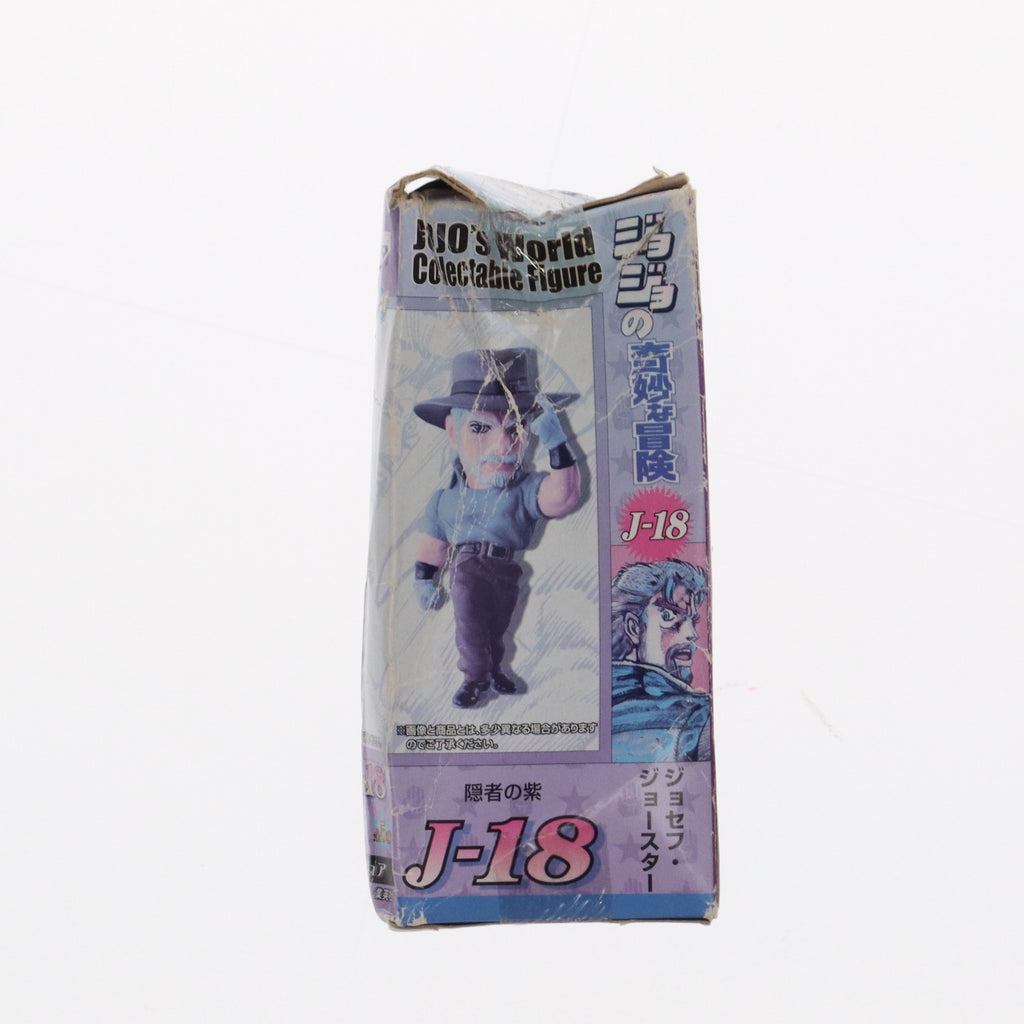 JOJO's World
Colectable Figure
ジョジョの奇妙な冒険
J-18
※画像と商品とは、多少異なる場合があります
のでご了承ください。
ジョセフ・
ジョースター
隠者の紫
J-18